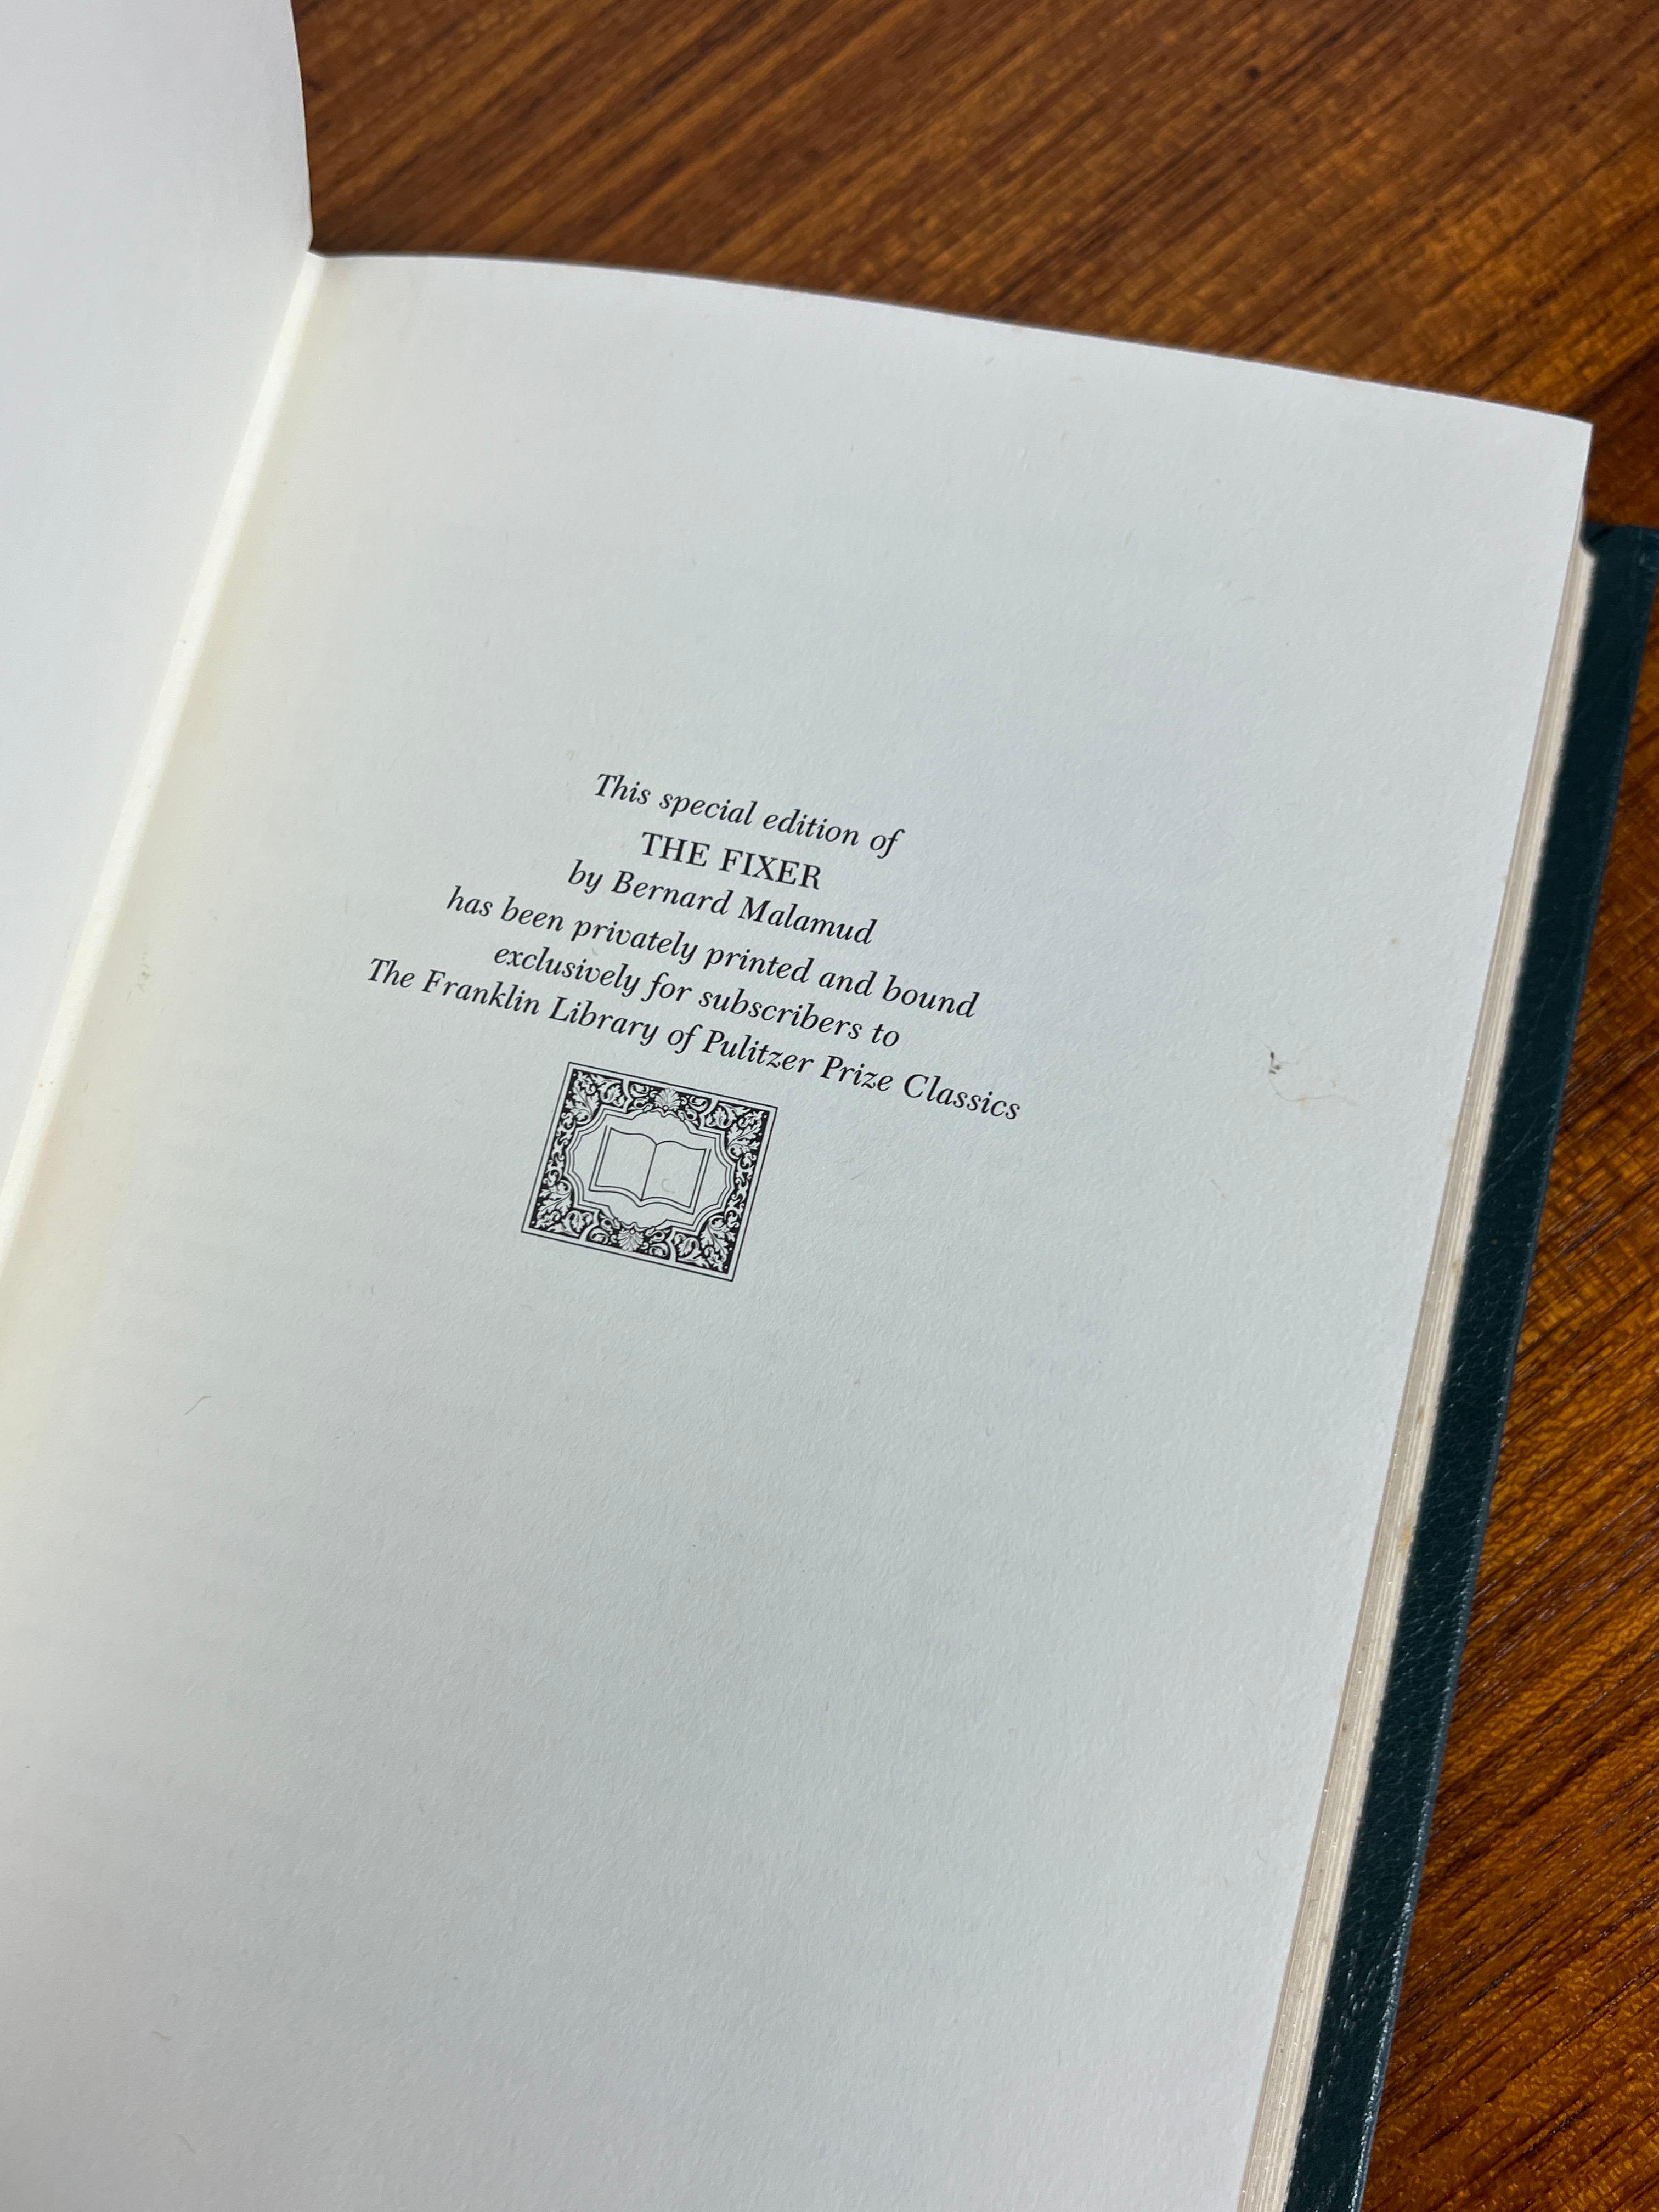 This special edition of
THE FIXER
by Bernard Malamud
has been privately printed and bound
exclusively for subscribers to
The Franklin Library of Pulitzer Prize Classics